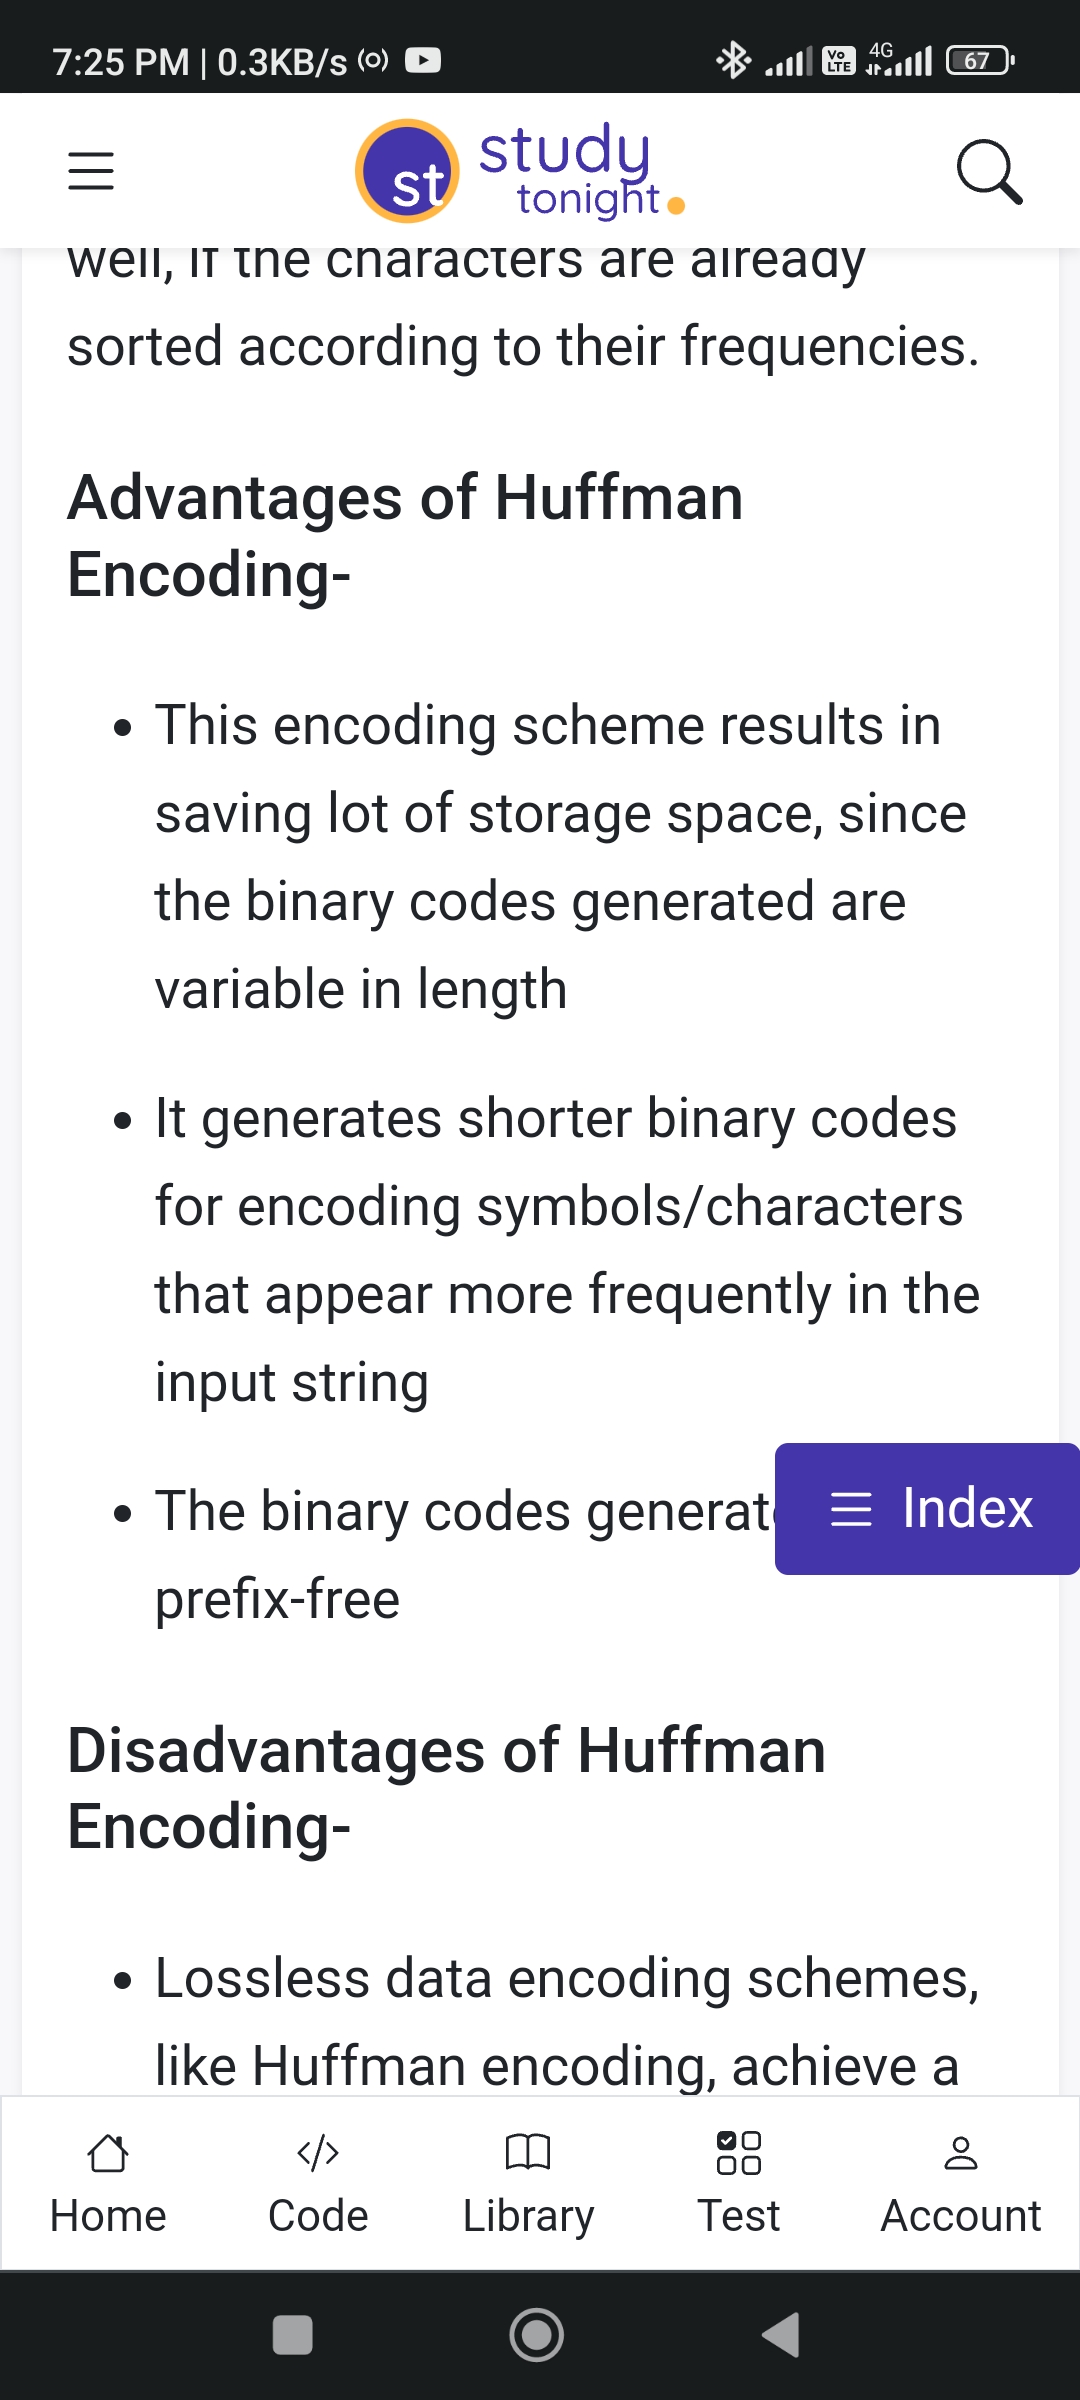 7:25 PM | 0.3KB/s
Vo LTE 4G 67
st study
tonight
well, if the characters are already
sorted according to their frequencies.
Advantages of Huffman
Encoding-
This encoding scheme results in
saving lot of storage space, since
the binary codes generated are
variable in length
It generates shorter binary codes
for encoding symbols/characters
that appear more frequently in the
input string
The binary codes
Index
prefix-free
Disadvantages of Huffman
Encoding-
Lossless data encoding schemes,
like Huffman encoding, achieve a
Home Code Library Test Account